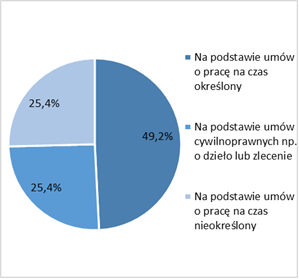 Na podstawie umów
o pracę na czas
określony
25,4%
49,2%
Na podstawie umów
cywilnoprawnych np.
o dzieło lub zlecenie
25,4%
Na podstawie umów
o pracę na czas
nieokreślony